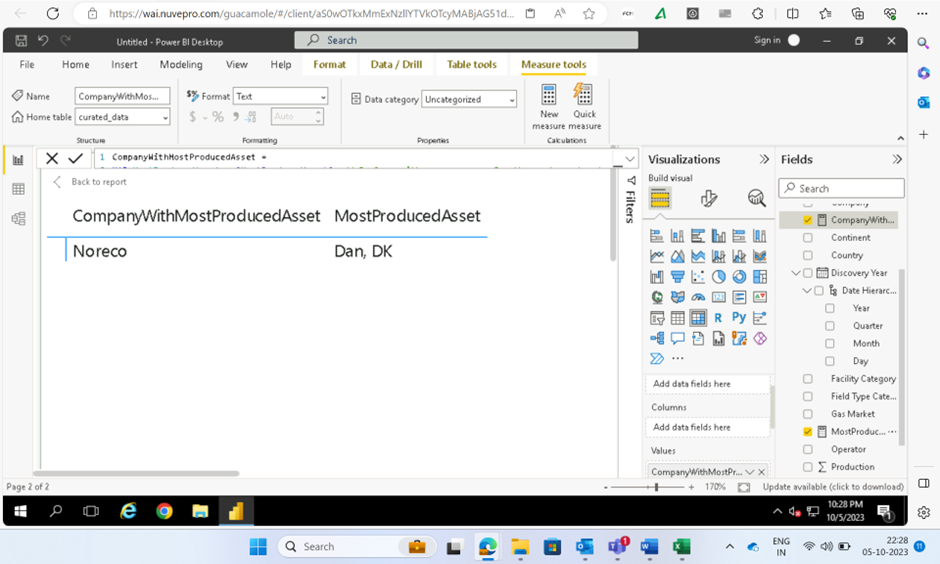 https://wai.nuvepro.com/guacamole/#/client/aS0wOTkxMmExNzllYTVkOTcyMABjAG51d...
Untitled - Power BI Desktop
Search
Sign in
File Home Insert Modeling View Help Format Data / Drill Table tools Measure tools
Name CompanyWithMos...
Home table curated_data
Structure
Format Text
$ % Auto
Formatting
Data category Uncategorized
Properties
New measure
Quick measure
Calculations
1 CompanyWithMostProducedAsset =
Back to report
CompanyWithMostProducedAsset MostProducedAsset
Noreco Dan, DK
Filters
Visualizations
Build visual
R Py
Add data fields here
Columns
Add data fields here
Values
CompanyWithMostPr...
Fields
Search
Company
CompanyWith...
Continent
Country
Discovery Year
Date Hierarc...
Year
Quarter
Month
Day
Facility Category
Field Type Cate...
Gas Market
MostProduc...
Operator
Production
Page 2 of 2
170%
Update available (click to download)
10:28 PM
10/5/2023
1
Search
1
ENG
IN
22:28
05-10-2023
11